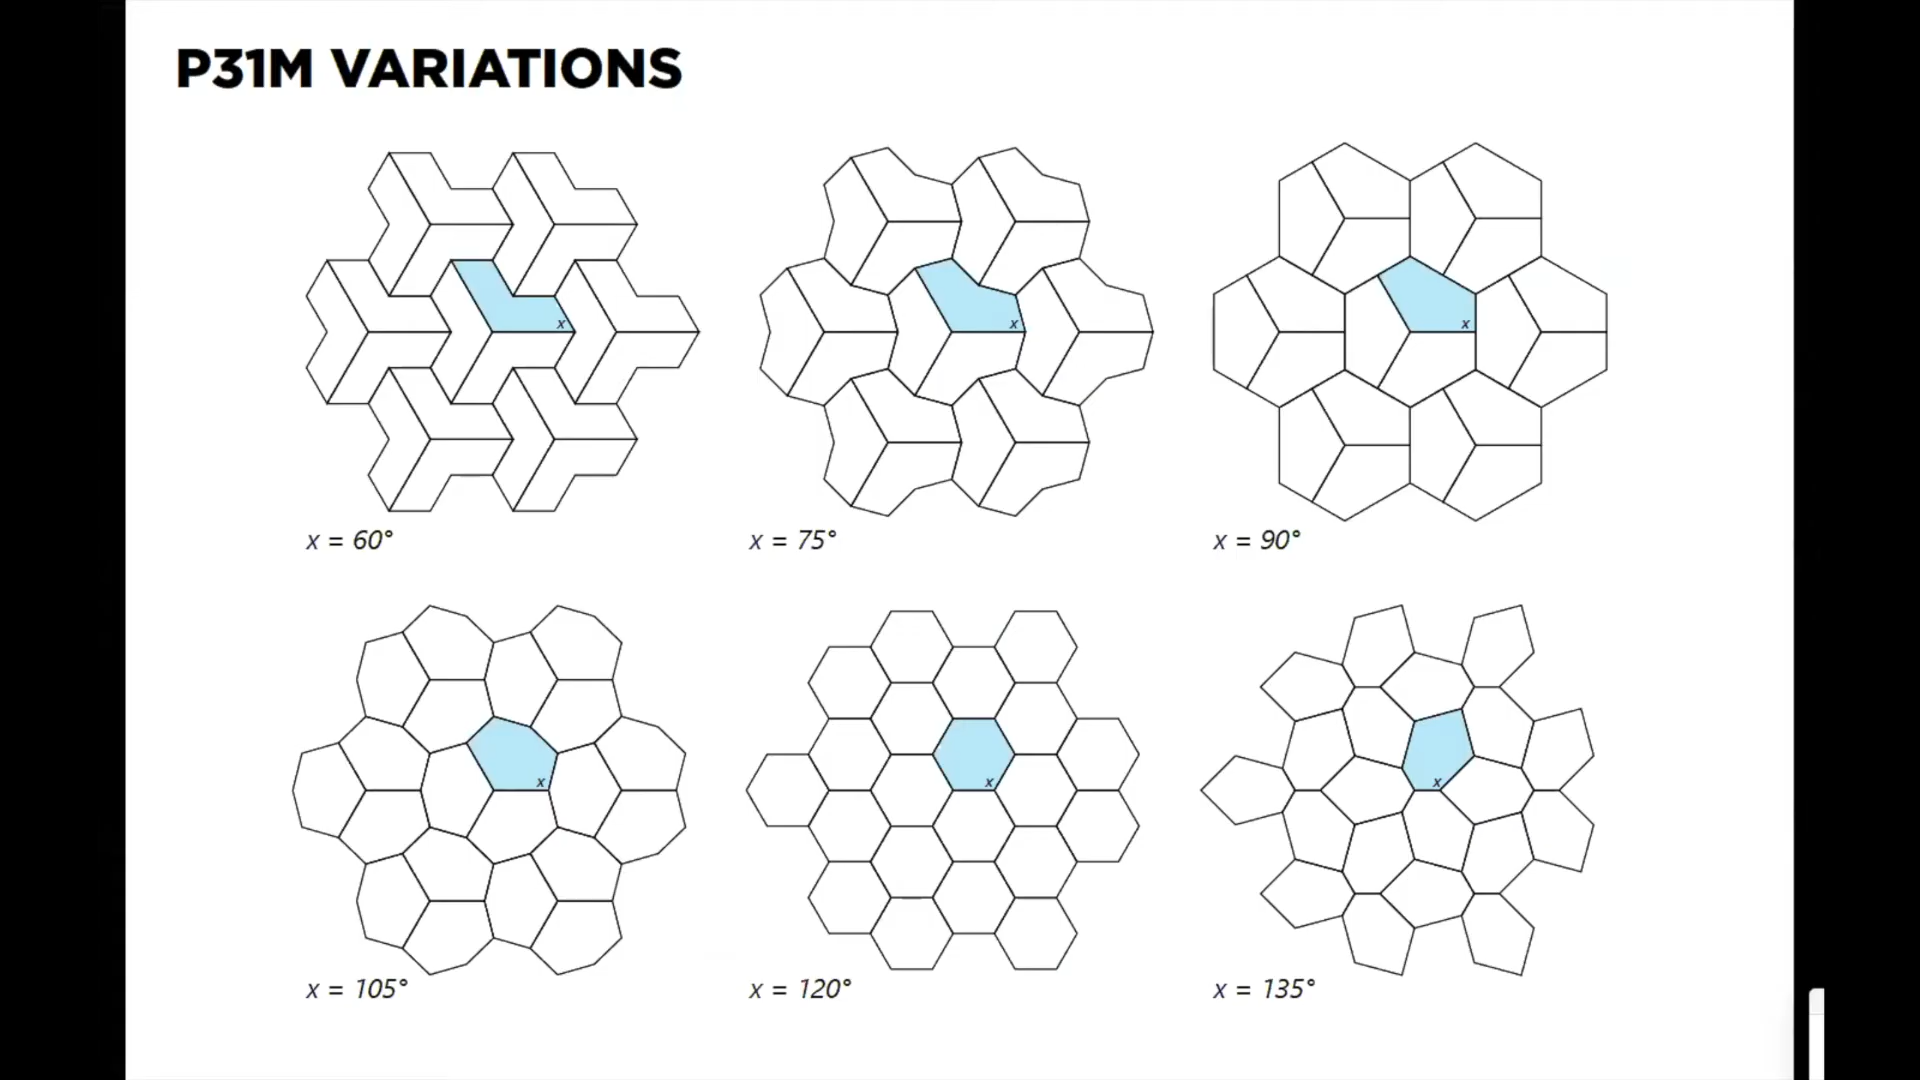 P31M VARIATIONS
x
x
x
x = 60°
x = 75°
x = 90°
x
x
x
x = 105°
x = 120°
x = 135°